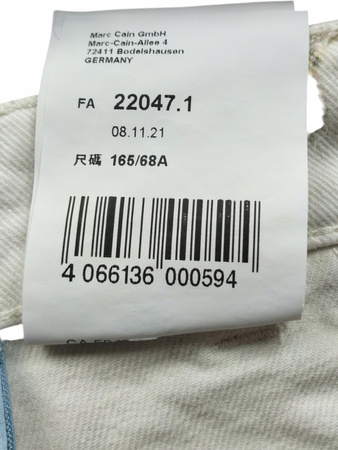 Marc Cain GmbH
Marc-Cain-Allee 4
72411 Bodelshausen
GERMANY
FA 22047.1
08.11.21
尺碼 165/68A
4 066136 000594